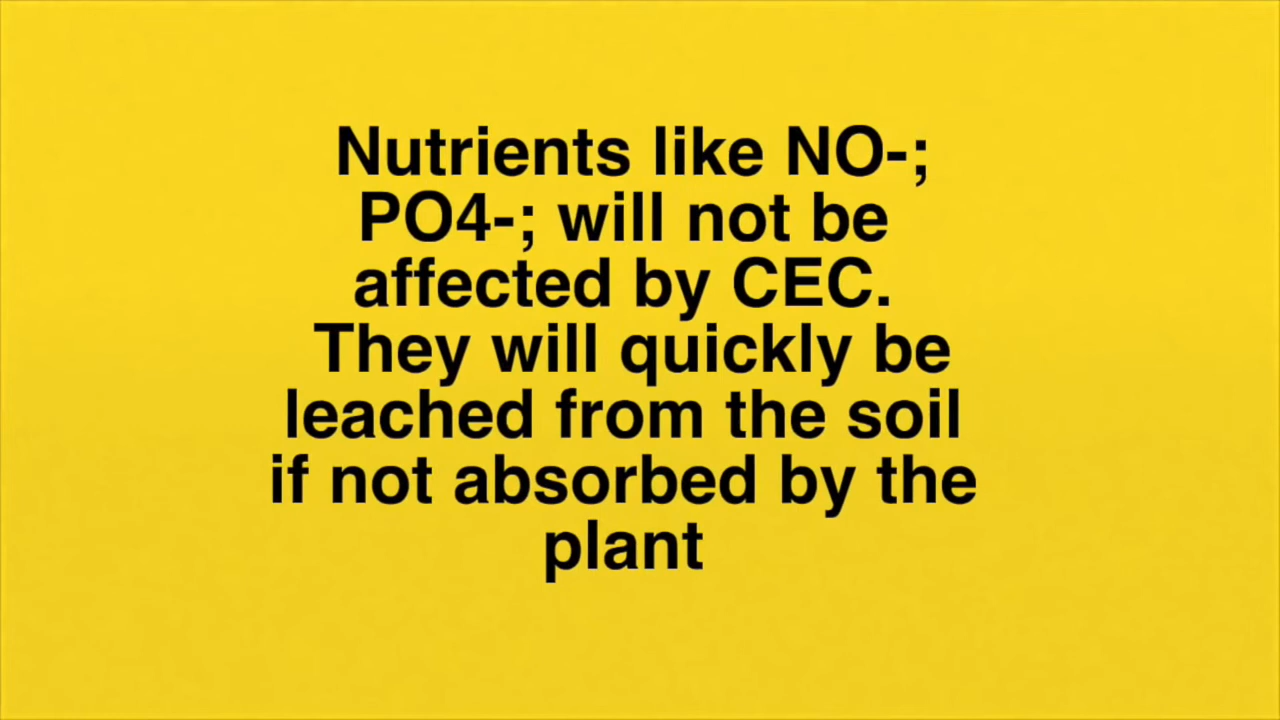 Nutrients like NO-;
PO4-; will not be
affected by CEC.
They will quickly be
leached from the soil
if not absorbed by the
plant